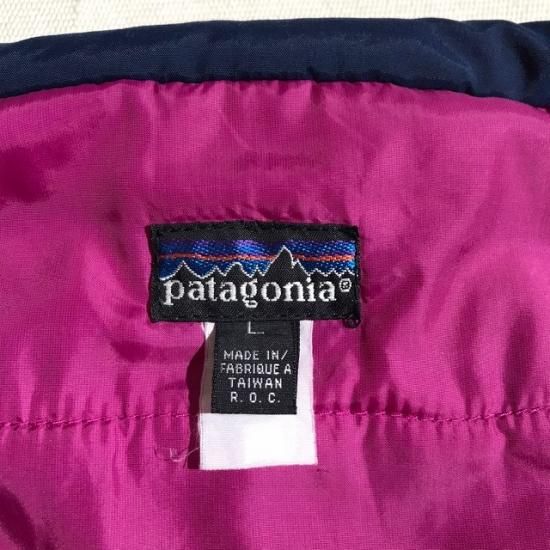 patagonia®
L
MADE IN/
FABRIQUE A
TAIWAN
R. O. C.